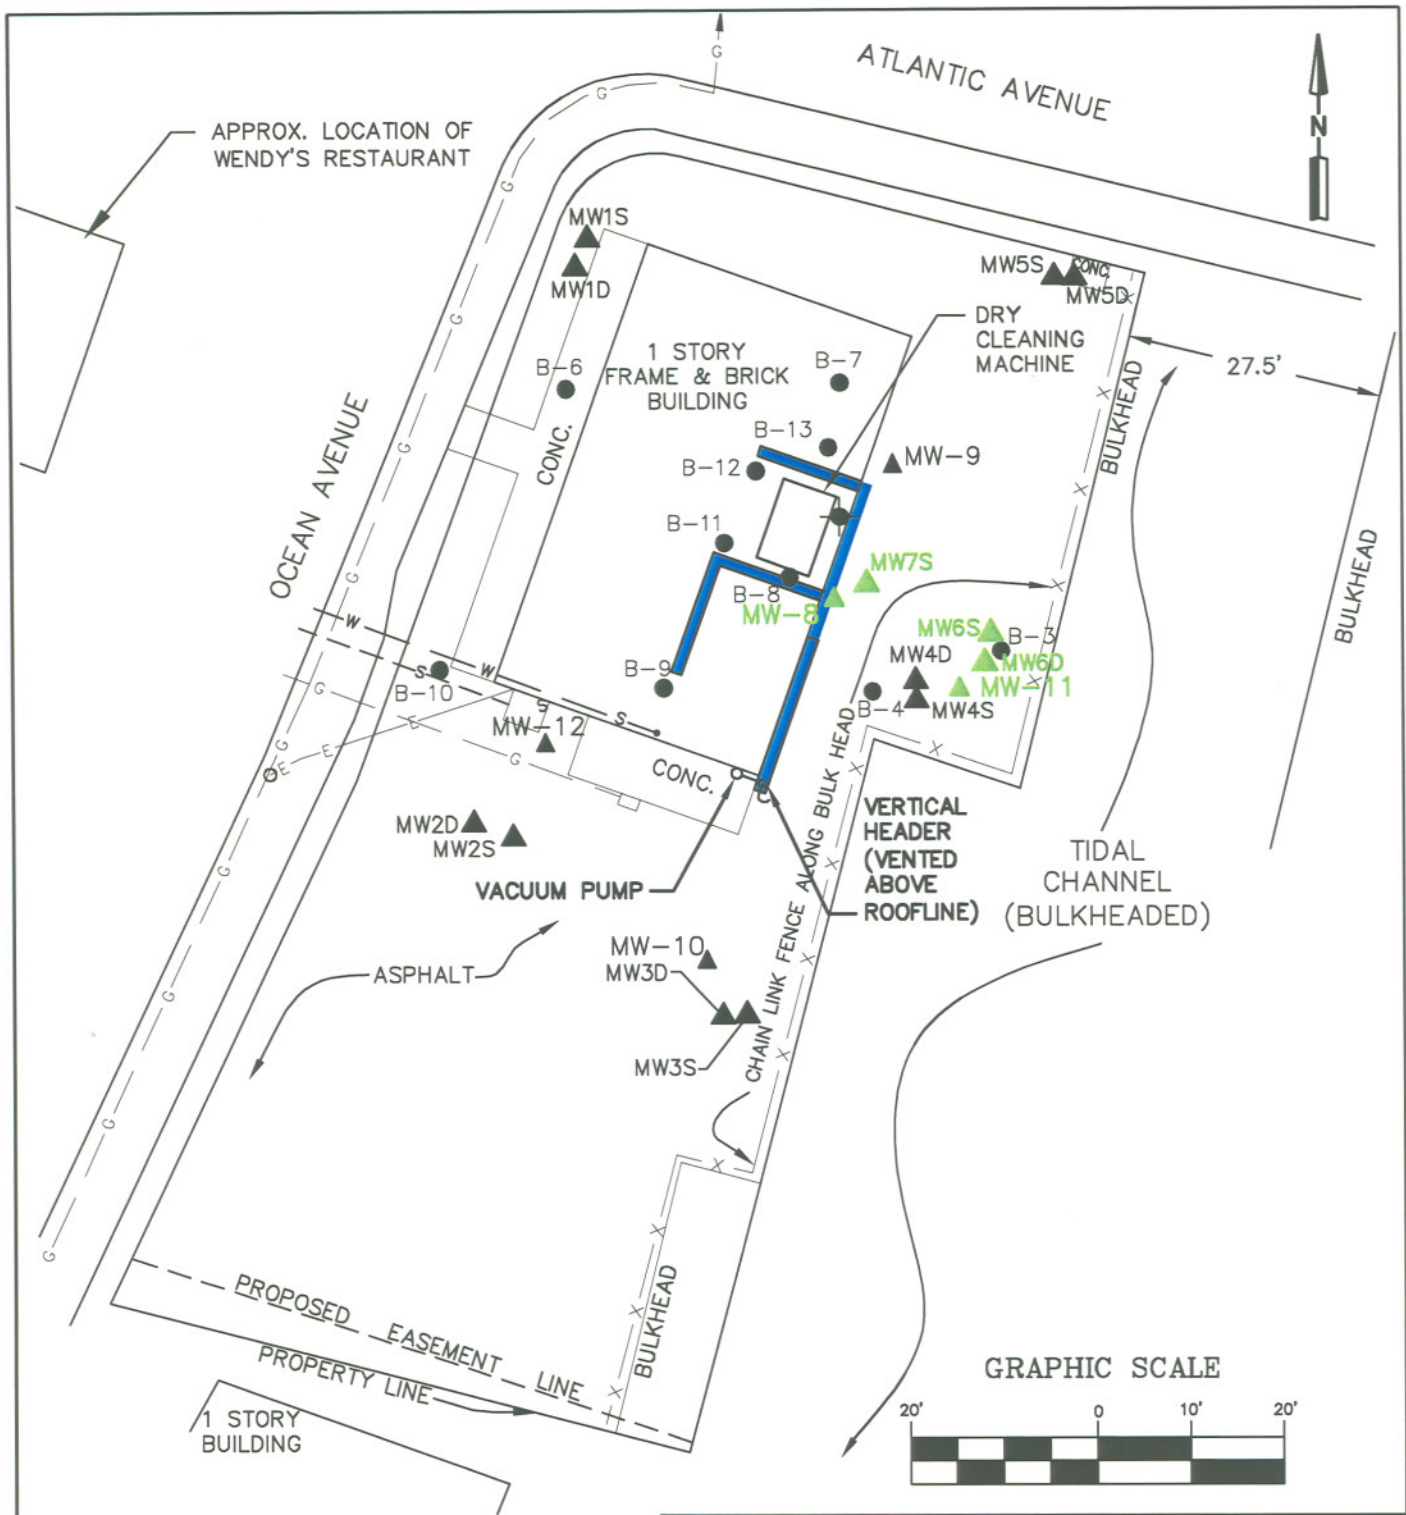 G
ATLANTIC AVENUE
APPROX. LOCATION OF
WENDY'S RESTAURANT
N
G
G
MW1S
MW1D
MW5S
CONC.
MW5D
X
DRY
CLEANING
MACHINE
G
1 STORY
FRAME & BRICK
BUILDING
B-6
B-7
27.5'
BULKHEAD
X
OCEAN AVENUE
G
CONC.
B-13
B-12
MW-9
X
B-11
G
MW7S
B-8
MW-8
X
BULKHEAD
W
MW6S
B-3
MW4D
MW6D
S
W
B-9
B-10
MW-11
X
G
S
S
B-4
MW4S
MW-12
E
E
E
G
G
X
CONC.
X
VERTICAL
HEADER
(VENTED
ABOVE
ROOFLINE)
MW2D
MW2S
VACUUM PUMP
TIDAL
CHANNEL
(BULKHEADED)
G
X
CHAIN LINK FENCE ALONG BULK HEAD
ASPHALT
MW-10
MW3D
X
G
MW3S
X
G
X
X
G
PROPOSED EASEMENT LINE
BULKHEAD
X
PROPERTY LINE
X
1 STORY
BUILDING
GRAPHIC SCALE
20' 0 10' 20'